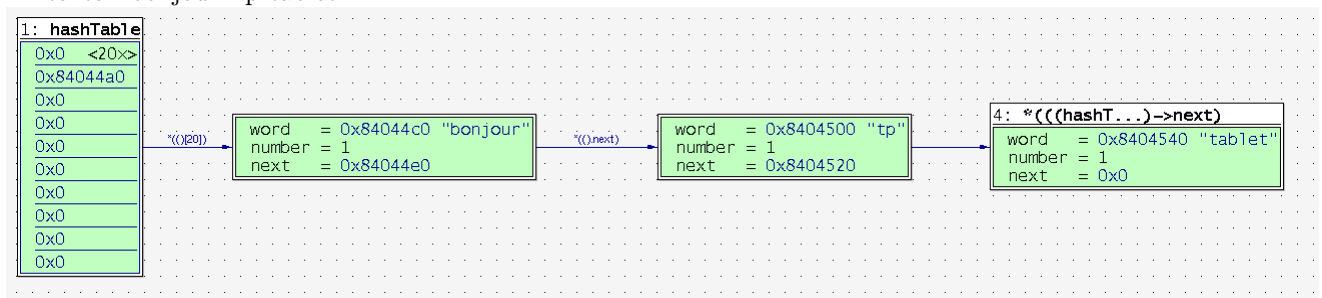 1: hashTable
0x0 <20x>
0x84044a0
0x0
0x0
0x0
0x0
0x0
0x0
0x0
0x0
*(()[20])
word = 0x84044c0 "bonjour"
number = 1
next = 0x84044e0
*(().next)
word = 0x8404500 "tp"
number = 1
next = 0x8404520
4: *(((hashT...)->next)
word = 0x8404540 "tablet"
number = 1
next = 0x0